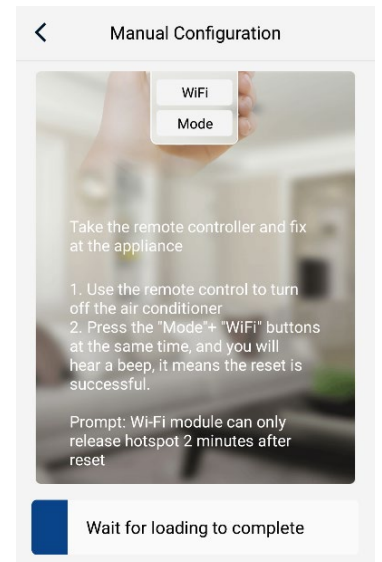 Manual Configuration
WiFi
Mode
Take the remote controller and fix
at the appliance
1. Use the remote control to turn
off the air conditioner
2. Press the "Mode"+ "WiFi" buttons
at the same time, and you will
hear a beep, it means the reset is
successful.
Prompt: Wi-Fi module can only
release hotspot 2 minutes after
reset
Wait for loading to complete